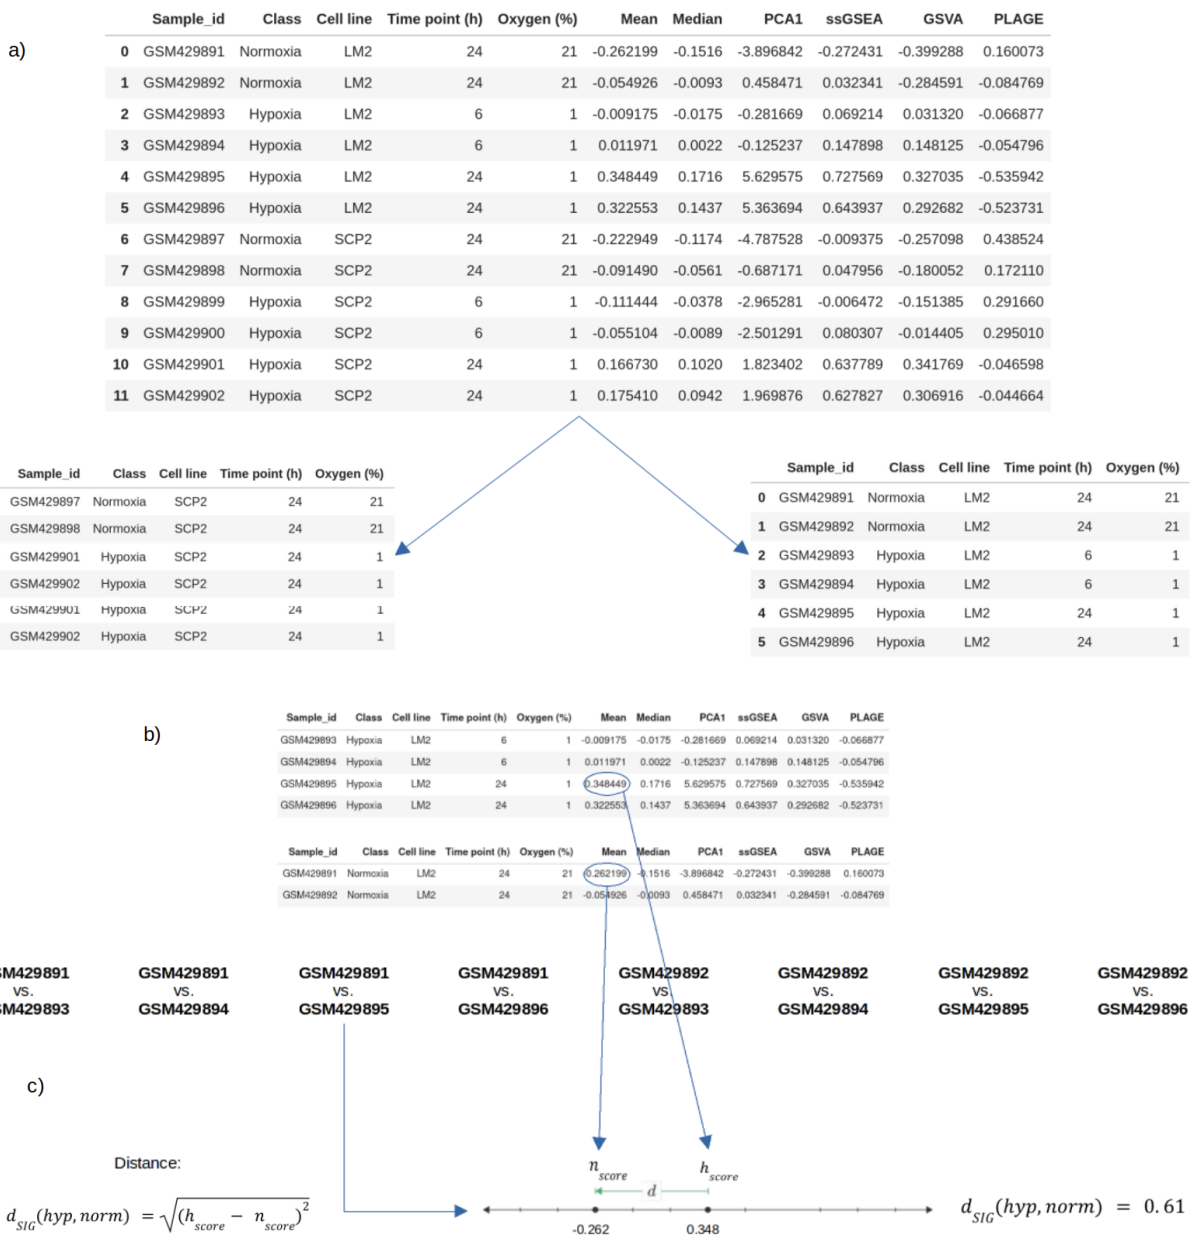 Sample_id Class Cell line Time point (h) Oxygen (%) Mean Median PCA1 ssGSEA GSVA PLAGE
a)
0 GSM429891 Normoxia LM2 24 21 -0.262199 -0.1516 -3.896842 -0.272431 -0.399288 0.160073
1 GSM429892 Normoxia LM2 24 21 -0.054926 -0.0093 0.458471 0.032341 -0.284591 -0.084769
2 GSM429893 Hypoxia LM2 6 1 -0.009175 -0.0175 -0.281669 0.069214 0.031320 -0.066877
3 GSM429894 Hypoxia LM2 6 1 0.011971 0.0022 -0.125237 0.147898 0.148125 -0.054796
4 GSM429895 Hypoxia LM2 24 1 0.348449 0.1716 5.629575 0.727569 0.327035 -0.535942
5 GSM429896 Hypoxia LM2 24 1 0.322553 0.1437 5.363694 0.643937 0.292682 -0.523731
6 GSM429897 Normoxia SCP2 24 21 -0.222949 -0.1174 -4.787528 -0.009375 -0.257098 0.438524
7 GSM429898 Normoxia SCP2 24 21 -0.091490 -0.0561 -0.687171 0.047956 -0.180052 0.172110
8 GSM429899 Hypoxia SCP2 6 1 -0.111444 -0.0378 -2.965281 -0.006472 -0.151385 0.291660
9 GSM429900 Hypoxia SCP2 6 1 -0.055104 -0.0089 -2.501291 0.080307 -0.014405 0.295010
10 GSM429901 Hypoxia SCP2 24 1 0.166730 0.1020 1.823402 0.637789 0.341769 -0.046598
11 GSM429902 Hypoxia SCP2 24 1 0.175410 0.0942 1.969876 0.627827 0.306916 -0.044664
Sample_id Class Cell line Time point (h) Oxygen (%)
GSM429897 Normoxia SCP2 24 21
GSM429898 Normoxia SCP2 24 21
GSM429901 Hypoxia SCP2 24 1
GSM429902 Hypoxia SCP2 24 1
GSM429901 Hypoxia SCP2 24 1
GSM429902 Hypoxia SCP2 24 1
Sample_id Class Cell line Time point (h) Oxygen (%)
0 GSM429891 Normoxia LM2 24 21
1 GSM429892 Normoxia LM2 24 21
2 GSM429893 Hypoxia LM2 6 1
3 GSM429894 Hypoxia LM2 6 1
4 GSM429895 Hypoxia LM2 24 1
5 GSM429896 Hypoxia LM2 24 1
b)
Sample_id Class Cell line Time point (h) Oxygen (%) Mean Median PCA1 ssGSEA GSVA PLAGE
GSM429893 Hypoxia LM2 6 1 -0.009175 -0.0175 -0.281669 0.069214 0.031320 -0.066877
GSM429894 Hypoxia LM2 6 1 0.011971 0.0022 -0.125237 0.147898 0.148125 -0.054796
GSM429895 Hypoxia LM2 24 1 0.348449 0.1716 5.629575 0.727569 0.327035 -0.535942
GSM429896 Hypoxia LM2 24 1 0.322553 0.1437 5.363694 0.643937 0.292682 -0.523731
Sample_id Class Cell line Time point (h) Oxygen (%) Mean Median PCA1 ssGSEA GSVA PLAGE
GSM429891 Normoxia LM2 24 21 -0.262199 -0.1516 -3.896842 -0.272431 -0.399288 0.160073
GSM429892 Normoxia LM2 24 21 -0.054926 -0.0093 0.458471 0.032341 -0.284591 -0.084769
SM429891 GSM429891 GSM429891 GSM429891 GSM429892 GSM429892 GSM429892 GSM429892
vs. vs. vs. vs. vs. vs. vs. vs.
SM429893 GSM429894 GSM429895 GSM429896 GSM429893 GSM429894 GSM429895 GSM429896
c)
Distance:
d_SIG(hyp, norm) = √(h_score − n_score)²
n_score h_score
d
-0.262 0.348
d_SIG(hyp, norm) = 0.61